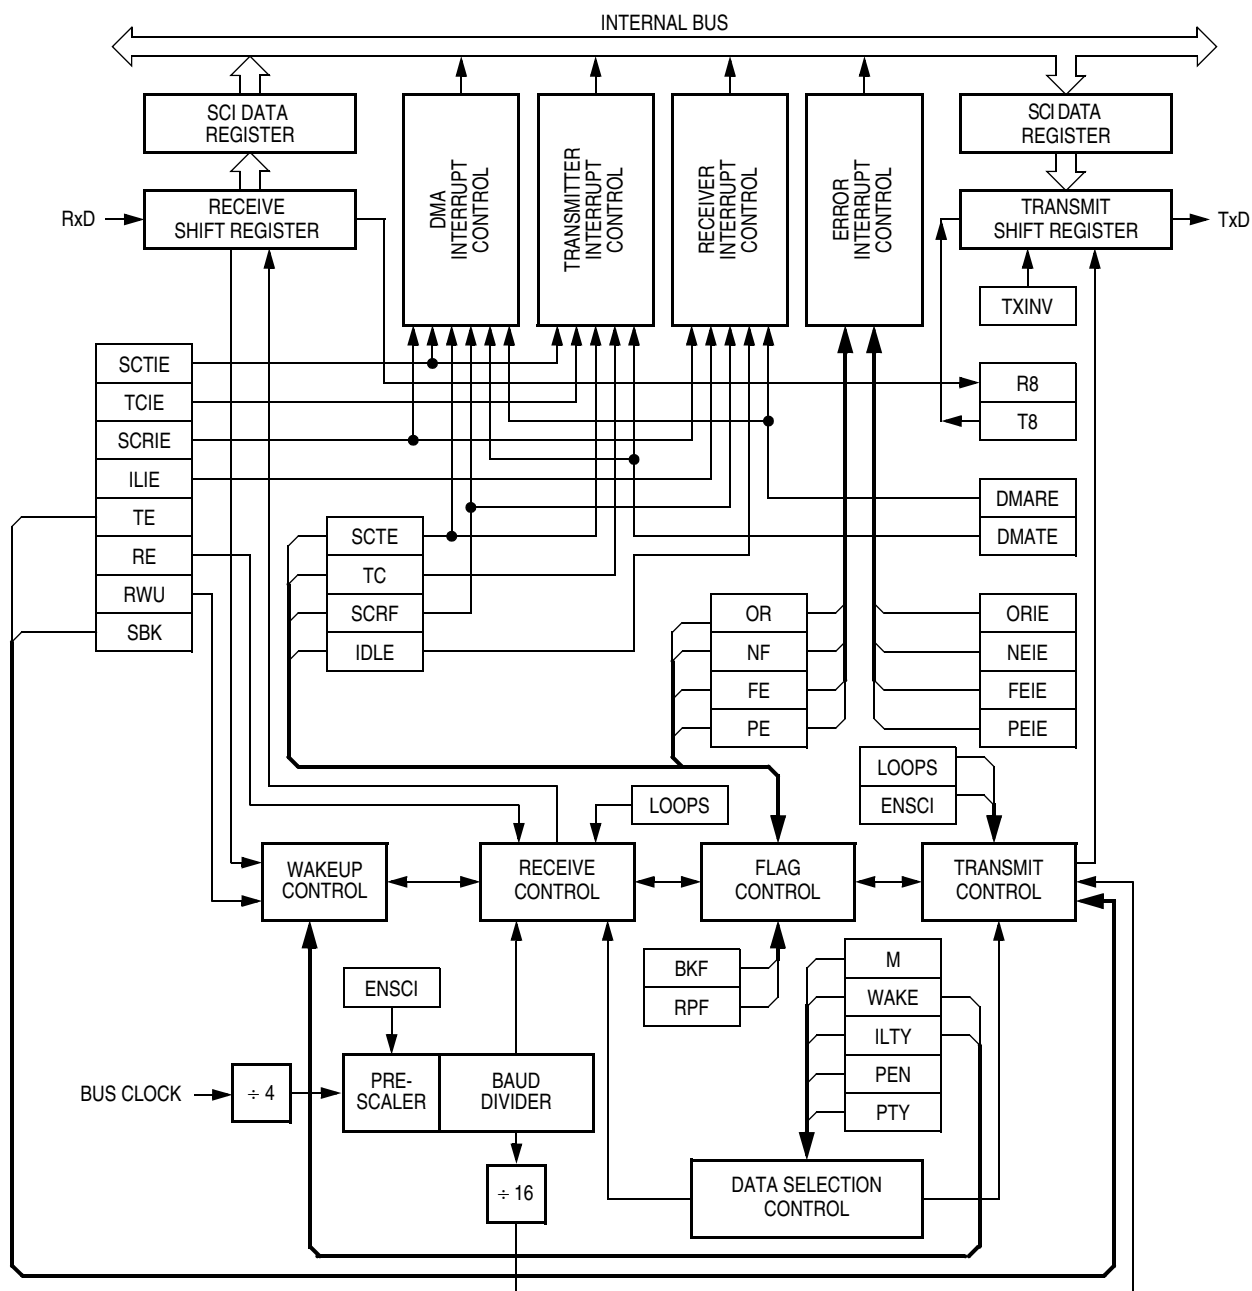 INTERNAL BUS
SCI DATA
REGISTER
DMA
INTERRUPT
CONTROL
TRANSMITTER
INTERRUPT
CONTROL
RECEIVER
INTERRUPT
CONTROL
ERROR
INTERRUPT
CONTROL
SCI DATA
REGISTER
RxD
RECEIVE
SHIFT REGISTER
TRANSMIT
SHIFT REGISTER
TxD
TXINV
SCTIE
TCIE
SCRIE
ILIE
TE
RE
RWU
SBK
R8
T8
DMARE
DMATE
SCTE
TC
SCRF
IDLE
OR
NF
FE
PE
ORIE
NEIE
FEIE
PEIE
LOOPS
ENSCI
LOOPS
WAKEUP
CONTROL
RECEIVE
CONTROL
FLAG
CONTROL
TRANSMIT
CONTROL
BKF
RPF
M
WAKE
ILTY
PEN
PTY
ENSCI
BUS CLOCK
÷ 4
PRE-
SCALER
BAUD
DIVIDER
÷ 16
DATA SELECTION
CONTROL